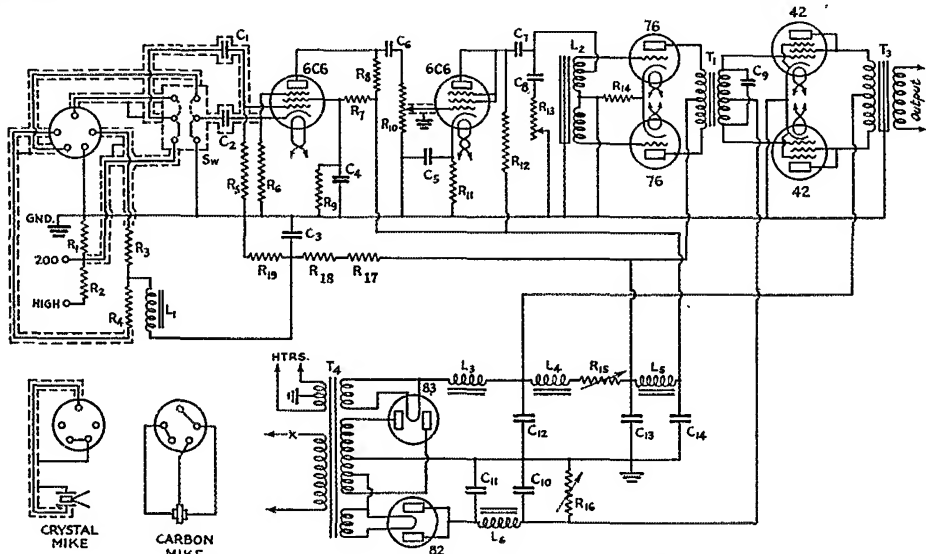 C1
6C6
C6
C7
L2
76
42
T3
R8
6C6
C8
T1
C9
R7
R10
R13
R14
Output
C2
SW
R5
R6
R9
C4
C5
R11
R12
76
42
GND.
R1
R3
C3
200
R2
R19
R18
R17
HIGH
R4
L1
HTRS.
T4
L3
L4
R15
L5
83
X
C12
C13
C14
C11
C10
R16
L6
82
CRYSTAL
MIKE
CARBON
MIKE